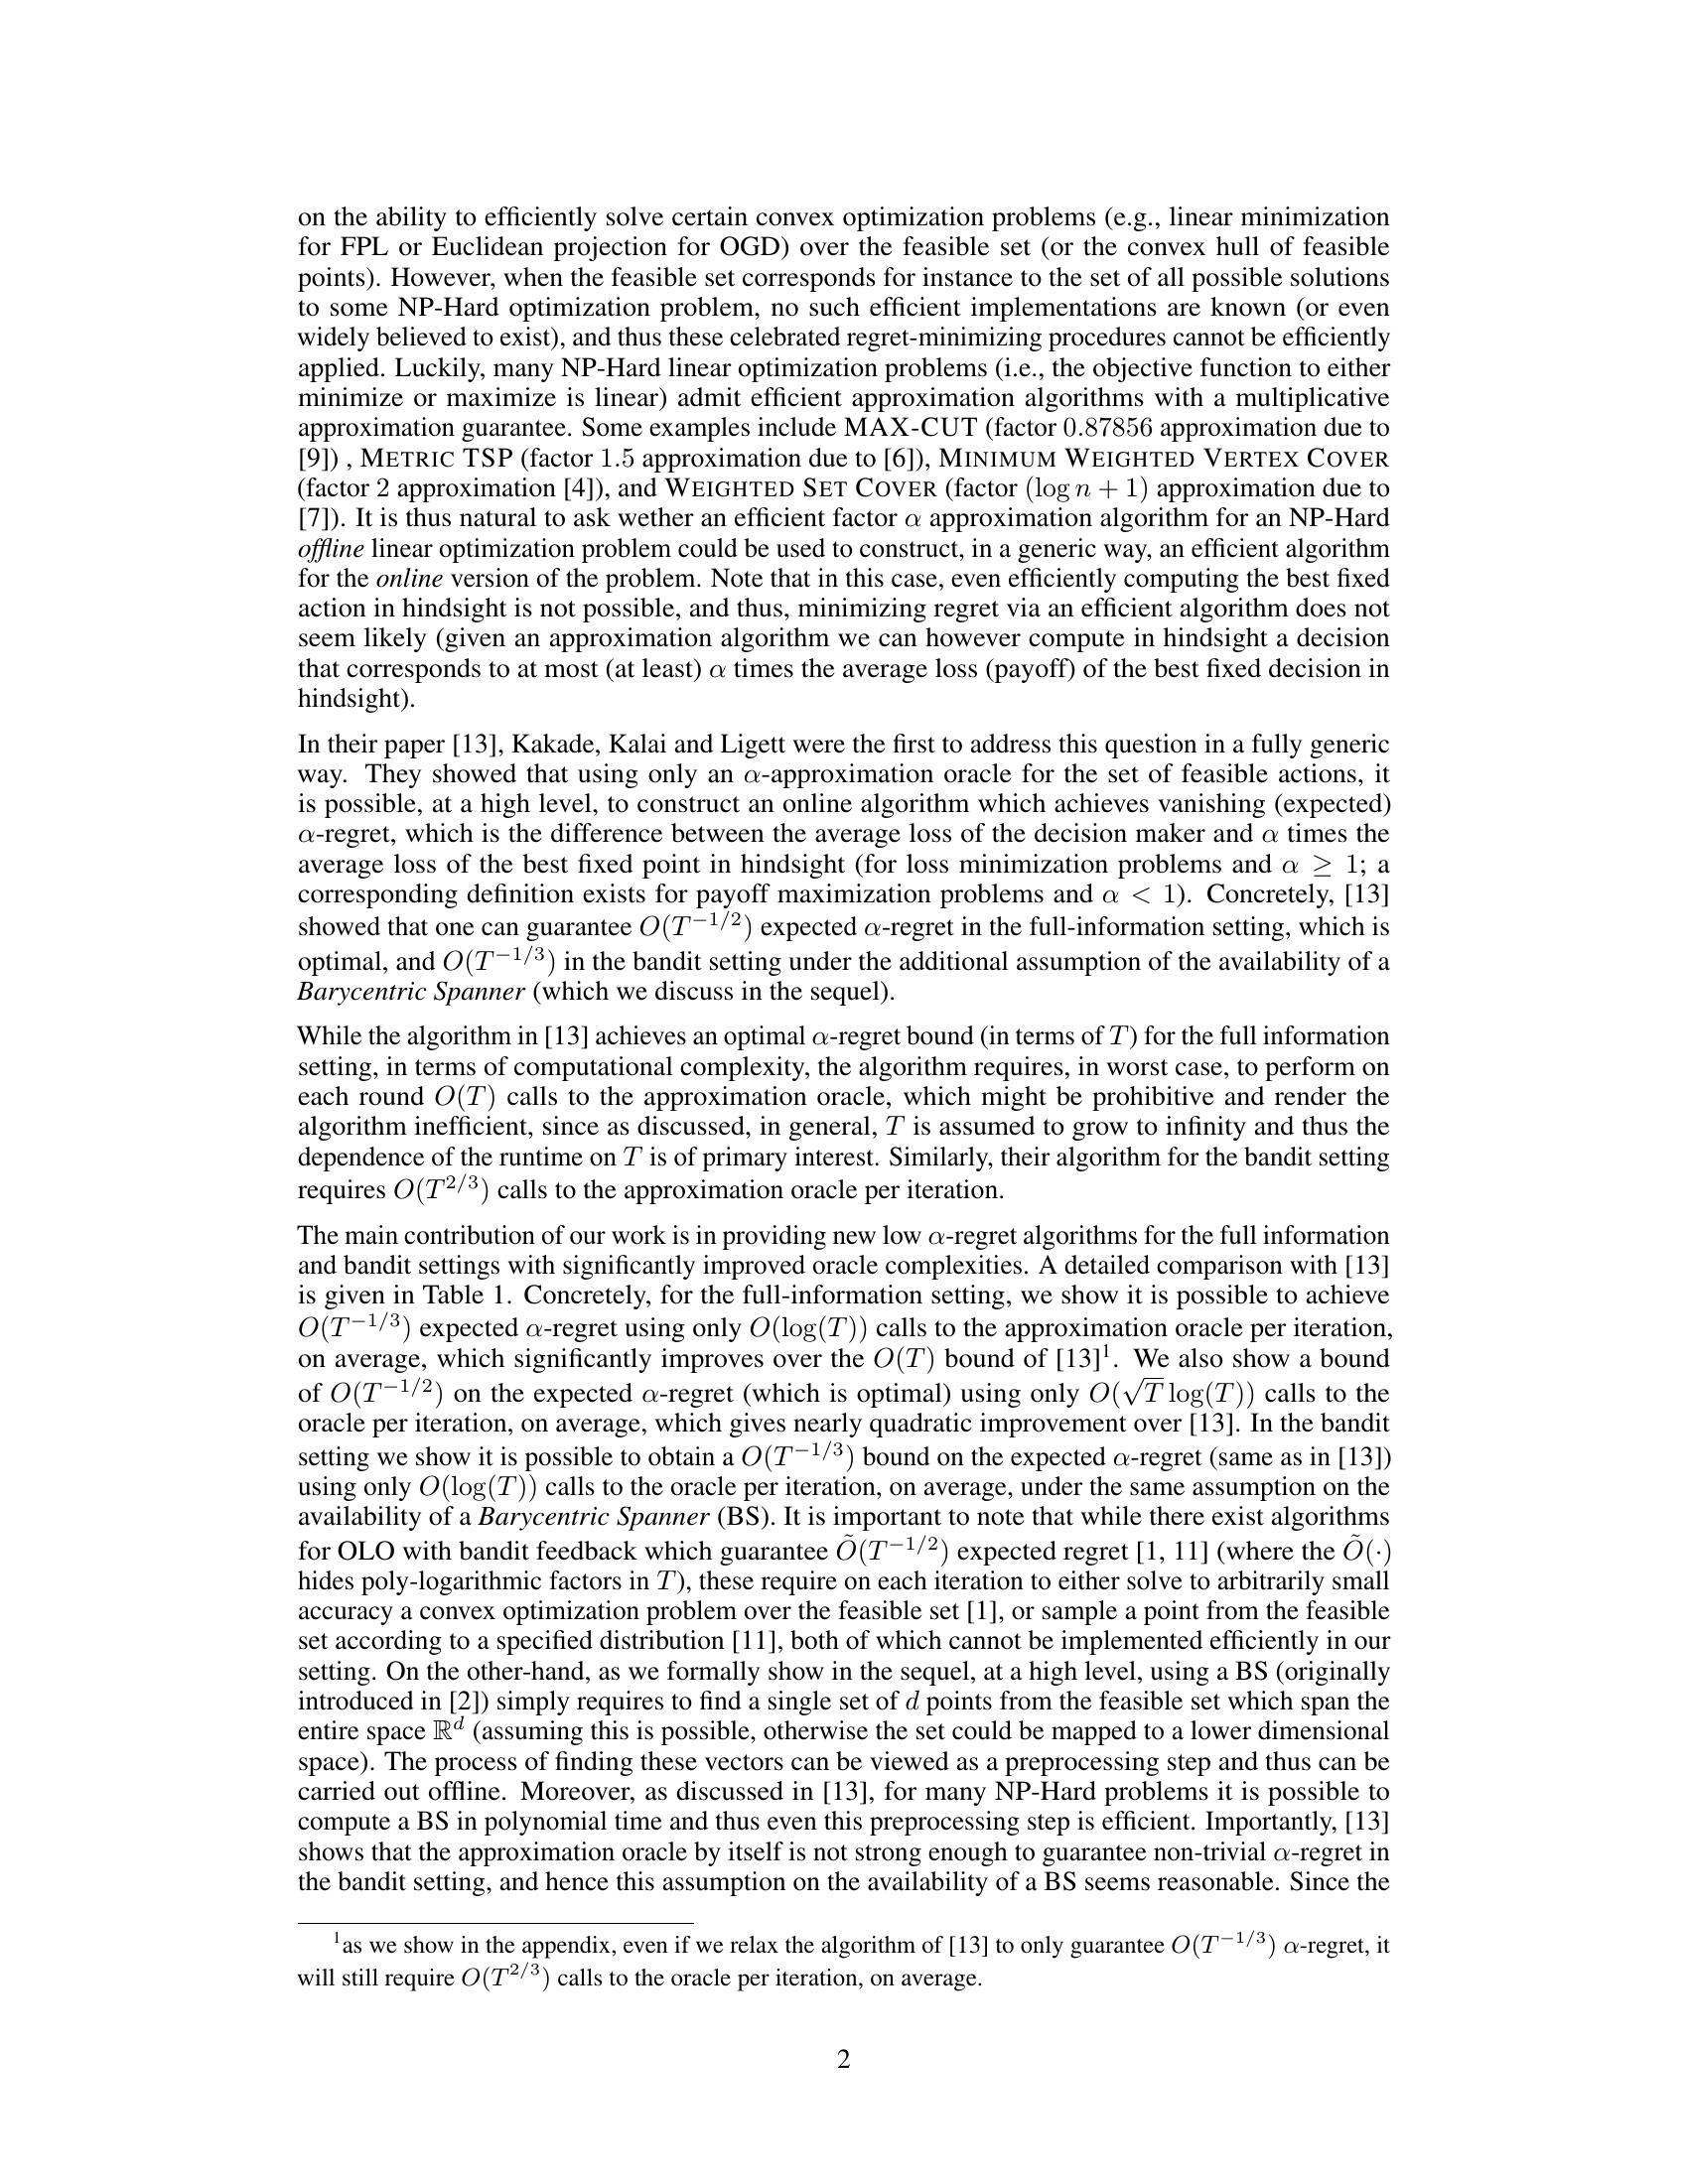 on the ability to efficiently solve certain convex optimization problems (e.g., linear minimization
for FPL or Euclidean projection for OGD) over the feasible set (or the convex hull of feasible
points). However, when the feasible set corresponds for instance to the set of all possible solutions
to some NP-Hard optimization problem, no such efficient implementations are known (or even
widely believed to exist), and thus these celebrated regret-minimizing procedures cannot be efficiently
applied. Luckily, many NP-Hard linear optimization problems (i.e., the objective function to either
minimize or maximize is linear) admit efficient approximation algorithms with a multiplicative
approximation guarantee. Some examples include MAX-CUT (factor 0.87856 approximation due to
[9]) , METRIC TSP (factor 1.5 approximation due to [6]), MINIMUM WEIGHTED VERTEX COVER
(factor 2 approximation [4]), and WEIGHTED SET COVER (factor (log n + 1) approximation due to
[7]). It is thus natural to ask wether an efficient factor α approximation algorithm for an NP-Hard
offline linear optimization problem could be used to construct, in a generic way, an efficient algorithm
for the online version of the problem. Note that in this case, even efficiently computing the best fixed
action in hindsight is not possible, and thus, minimizing regret via an efficient algorithm does not
seem likely (given an approximation algorithm we can however compute in hindsight a decision
that corresponds to at most (at least) α times the average loss (payoff) of the best fixed decision in
hindsight).
In their paper [13], Kakade, Kalai and Ligett were the first to address this question in a fully generic
way. They showed that using only an α-approximation oracle for the set of feasible actions, it
is possible, at a high level, to construct an online algorithm which achieves vanishing (expected)
α-regret, which is the difference between the average loss of the decision maker and α times the
average loss of the best fixed point in hindsight (for loss minimization problems and α ≥ 1; a
corresponding definition exists for payoff maximization problems and α < 1). Concretely, [13]
showed that one can guarantee O(T^{-1/2}) expected α-regret in the full-information setting, which is
optimal, and O(T^{-1/3}) in the bandit setting under the additional assumption of the availability of a
Barycentric Spanner (which we discuss in the sequel).
While the algorithm in [13] achieves an optimal α-regret bound (in terms of T) for the full information
setting, in terms of computational complexity, the algorithm requires, in worst case, to perform on
each round O(T) calls to the approximation oracle, which might be prohibitive and render the
algorithm inefficient, since as discussed, in general, T is assumed to grow to infinity and thus the
dependence of the runtime on T is of primary interest. Similarly, their algorithm for the bandit setting
requires O(T^{2/3}) calls to the approximation oracle per iteration.
The main contribution of our work is in providing new low α-regret algorithms for the full information
and bandit settings with significantly improved oracle complexities. A detailed comparison with [13]
is given in Table 1. Concretely, for the full-information setting, we show it is possible to achieve
O(T^{-1/3}) expected α-regret using only O(log(T)) calls to the approximation oracle per iteration,
on average, which significantly improves over the O(T) bound of [13]¹. We also show a bound
of O(T^{-1/2}) on the expected α-regret (which is optimal) using only O(√T log(T)) calls to the
oracle per iteration, on average, which gives nearly quadratic improvement over [13]. In the bandit
setting we show it is possible to obtain a O(T^{-1/3}) bound on the expected α-regret (same as in [13])
using only O(log(T)) calls to the oracle per iteration, on average, under the same assumption on the
availability of a Barycentric Spanner (BS). It is important to note that while there exist algorithms
for OLO with bandit feedback which guarantee Õ(T^{-1/2}) expected regret [1, 11] (where the Õ(·)
hides poly-logarithmic factors in T), these require on each iteration to either solve to arbitrarily small
accuracy a convex optimization problem over the feasible set [1], or sample a point from the feasible
set according to a specified distribution [11], both of which cannot be implemented efficiently in our
setting. On the other-hand, as we formally show in the sequel, at a high level, using a BS (originally
introduced in [2]) simply requires to find a single set of d points from the feasible set which span the
entire space ℝ^d (assuming this is possible, otherwise the set could be mapped to a lower dimensional
space). The process of finding these vectors can be viewed as a preprocessing step and thus can be
carried out offline. Moreover, as discussed in [13], for many NP-Hard problems it is possible to
compute a BS in polynomial time and thus even this preprocessing step is efficient. Importantly, [13]
shows that the approximation oracle by itself is not strong enough to guarantee non-trivial α-regret in
the bandit setting, and hence this assumption on the availability of a BS seems reasonable. Since the
¹as we show in the appendix, even if we relax the algorithm of [13] to only guarantee O(T^{-1/3}) α-regret, it
will still require O(T^{2/3}) calls to the oracle per iteration, on average.
2